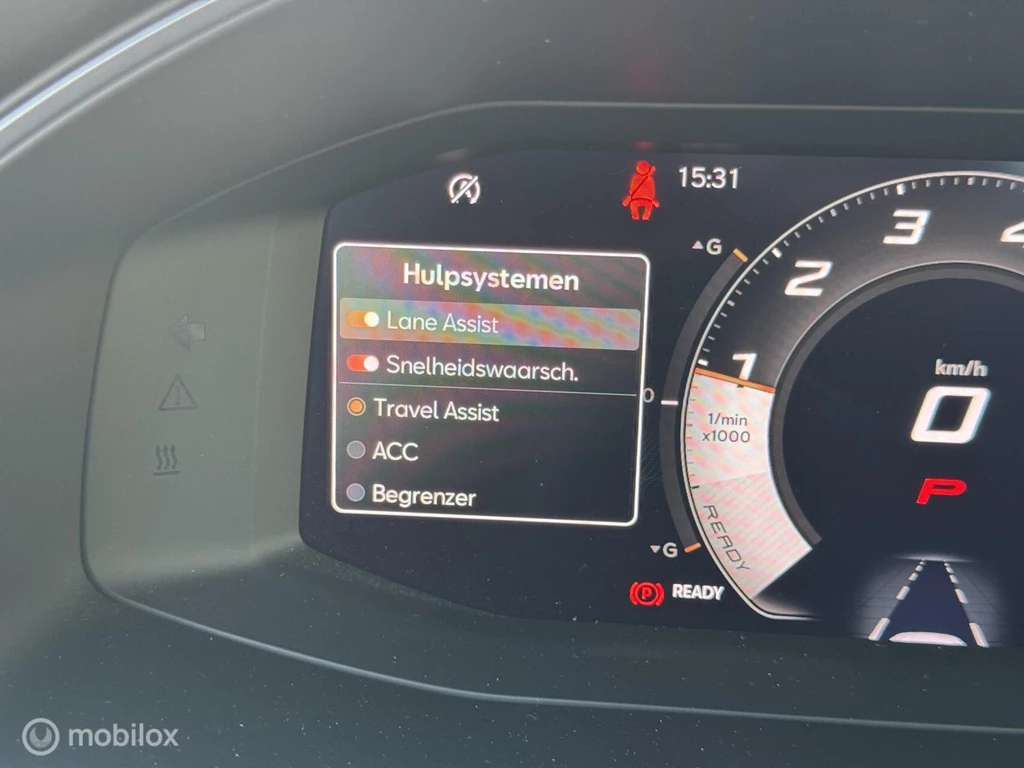 15:31
Hulpsystemen
Lane Assist
Snelheidswaarsch.
Travel Assist
ACC
Begrenzer
G
0
G
1
2
3
4
1/min
x1000
READY
km/h
0
P
P
READY
mobilox